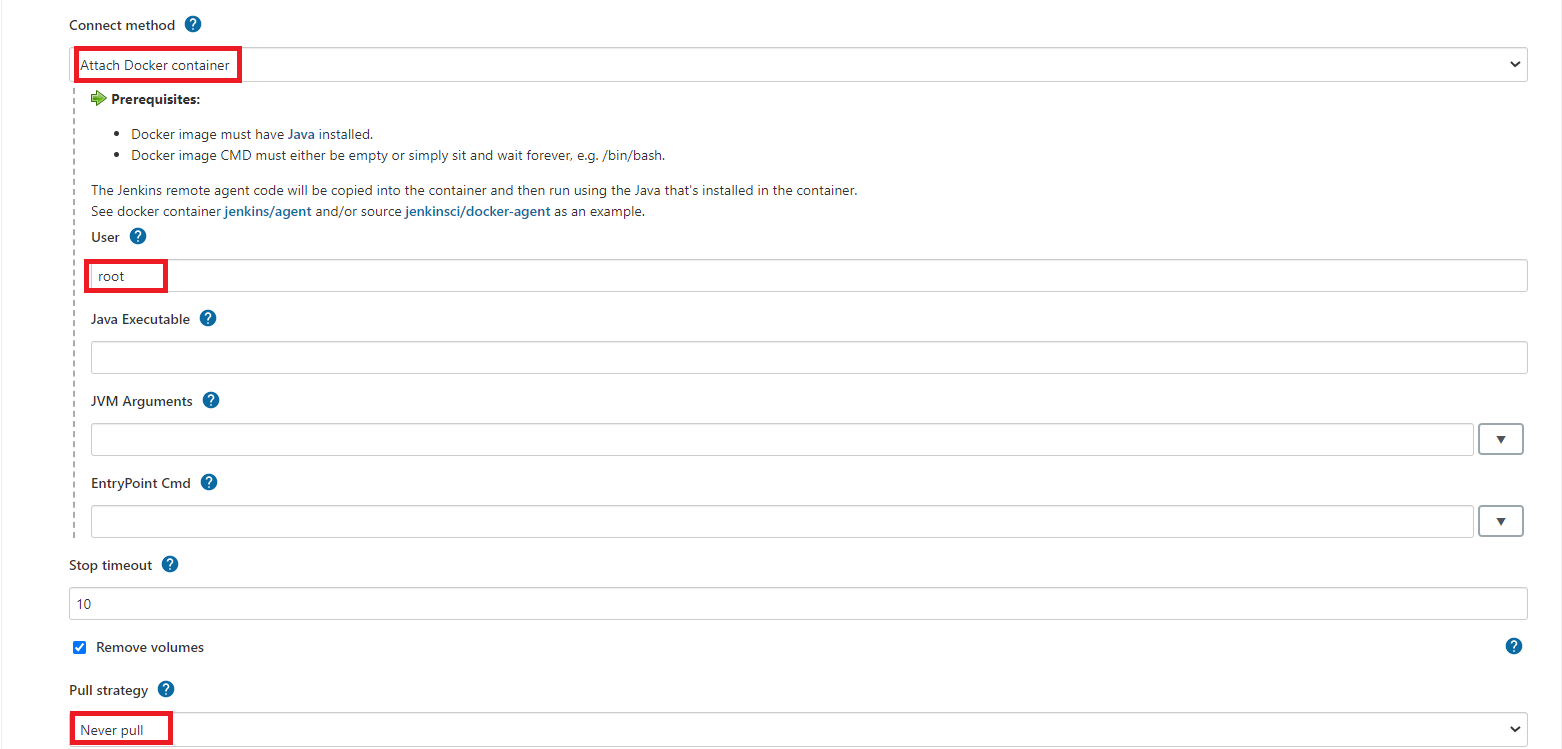 Connect method ?
Attach Docker container
Prerequisites:
• Docker image must have Java installed.
• Docker image CMD must either be empty or simply sit and wait forever, e.g. /bin/bash.
The Jenkins remote agent code will be copied into the container and then run using the Java that's installed in the container.
See docker container jenkins/agent and/or source jenkinsci/docker-agent as an example.
User ?
root
Java Executable ?
JVM Arguments ?
EntryPoint Cmd ?
Stop timeout ?
10
Remove volumes ?
Pull strategy ?
Never pull